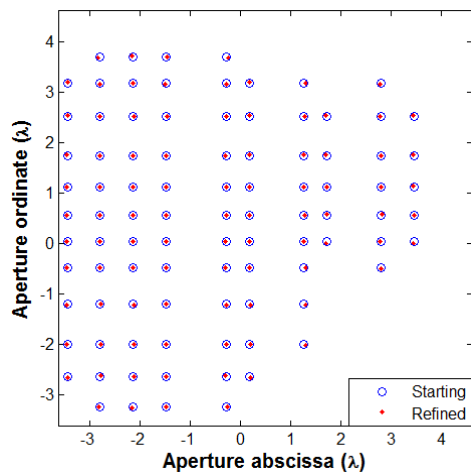 4
3
2
1
0
-1
-2
-3
Aperture ordinate (λ)
-3 -2 -1 0 1 2 3 4
Aperture abscissa (λ)
Starting
Refined